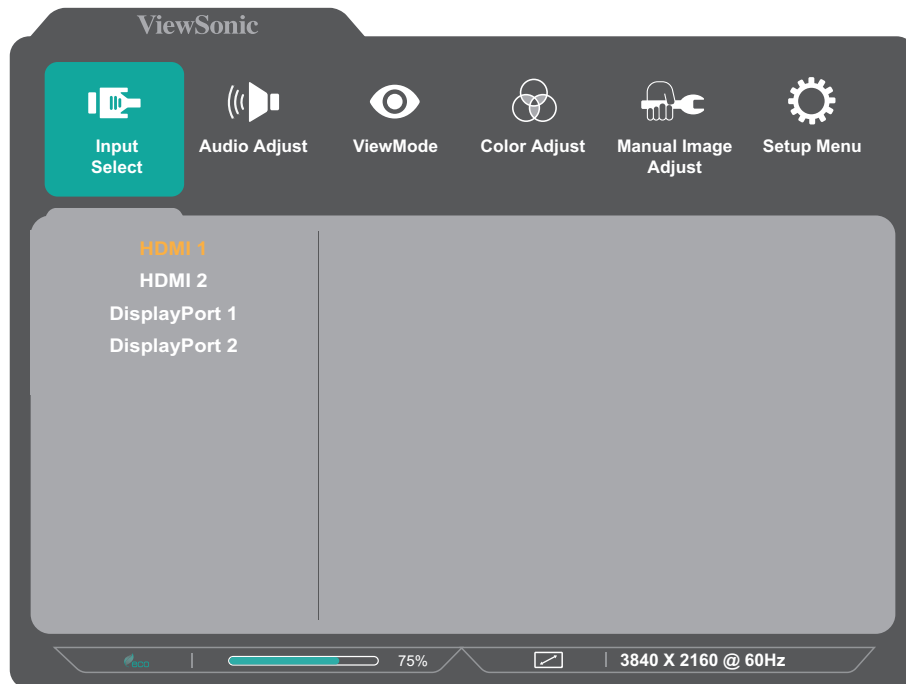 ViewSonic
Input
Select
Audio Adjust
ViewMode
Color Adjust
Manual Image
Adjust
Setup Menu
HDMI 1
HDMI 2
DisplayPort 1
DisplayPort 2
eco
75%
3840 X 2160 @ 60Hz